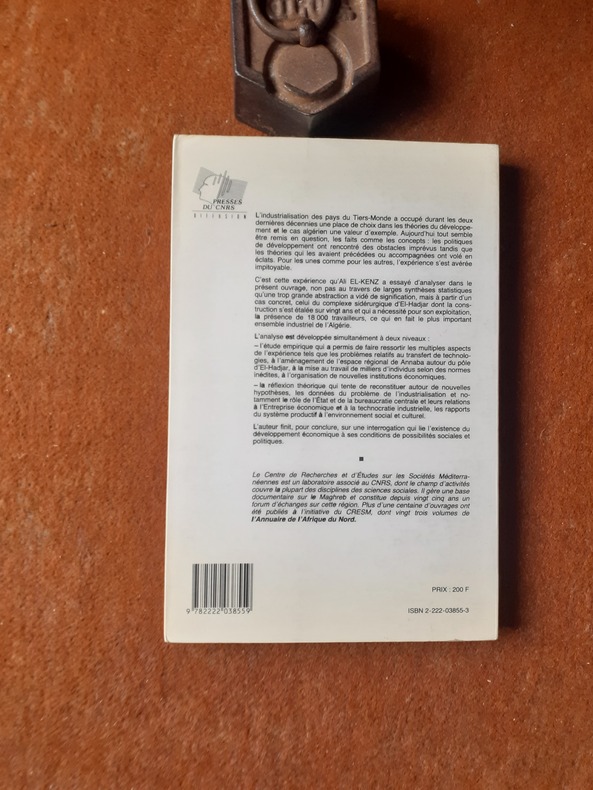 PRESSES
DU CNRS
DIFFUSION
L'industrialisation des pays du Tiers-Monde a occupé durant les deux
dernières décennies une place de choix dans les théories du développe-
ment et le cas algérien une valeur d'exemple. Aujourd'hui tout semble
être remis en question, les faits comme les concepts : les politiques
de développement ont rencontré des obstacles imprévus tandis que
les théories qui les avaient précédées ou accompagnées ont volé en
éclats. Pour les unes comme pour les autres, l'expérience s'est avérée
impitoyable.
C'est cette expérience qu'Ali EL-KENZ a essayé d'analyser dans le
présent ouvrage, non pas au travers de larges synthèses statistiques
qu'une trop grande abstraction a vidé de signification, mais à partir d'un
cas concret, celui du complexe sidérurgique d'El-Hadjar dont la cons-
truction s'est étalée sur vingt ans et qui a nécessité pour son exploitation,
la présence de 18 000 travailleurs, ce qui en fait le plus important
ensemble industriel de l'Algérie.
L'analyse est développée simultanément à deux niveaux :
– l'étude empirique qui a permis de faire ressortir les multiples aspects
de l'expérience tels que les problèmes relatifs au transfert de technolo-
gies, à l'aménagement de l'espace régional de Annaba autour du pôle
d'El-Hadjar, à la mise au travail de milliers d'individus selon des normes
inédites, à l'organisation de nouvelles institutions économiques.
– la réflexion théorique qui tente de reconstituer autour de nouvelles
hypothèses, les données du problème de l'industrialisation et no-
tamment le rôle de l'État et de la bureaucratie centrale et leurs relations
à l'Entreprise économique et à la technocratie industrielle, les rapports
du système productif à l'environnement social et culturel.
L'auteur finit, pour conclure, sur une interrogation qui lie l'existence du
développement économique à ses conditions de possibilités sociales et
politiques.
Le Centre de Recherches et d'Études sur les Sociétés Méditerra-
néennes est un laboratoire associé au CNRS, dont le champ d'activités
couvre la plupart des disciplines des sciences sociales. Il gère une base
documentaire sur le Maghreb et constitue depuis vingt cinq ans un
forum d'échanges sur cette région. Plus d'une centaine d'ouvrages ont
été publiés à l'initiative du CRESM, dont vingt trois volumes de
l'Annuaire de l'Afrique du Nord.
PRIX : 200 F
9 782222 038559
ISBN 2-222-03855-3